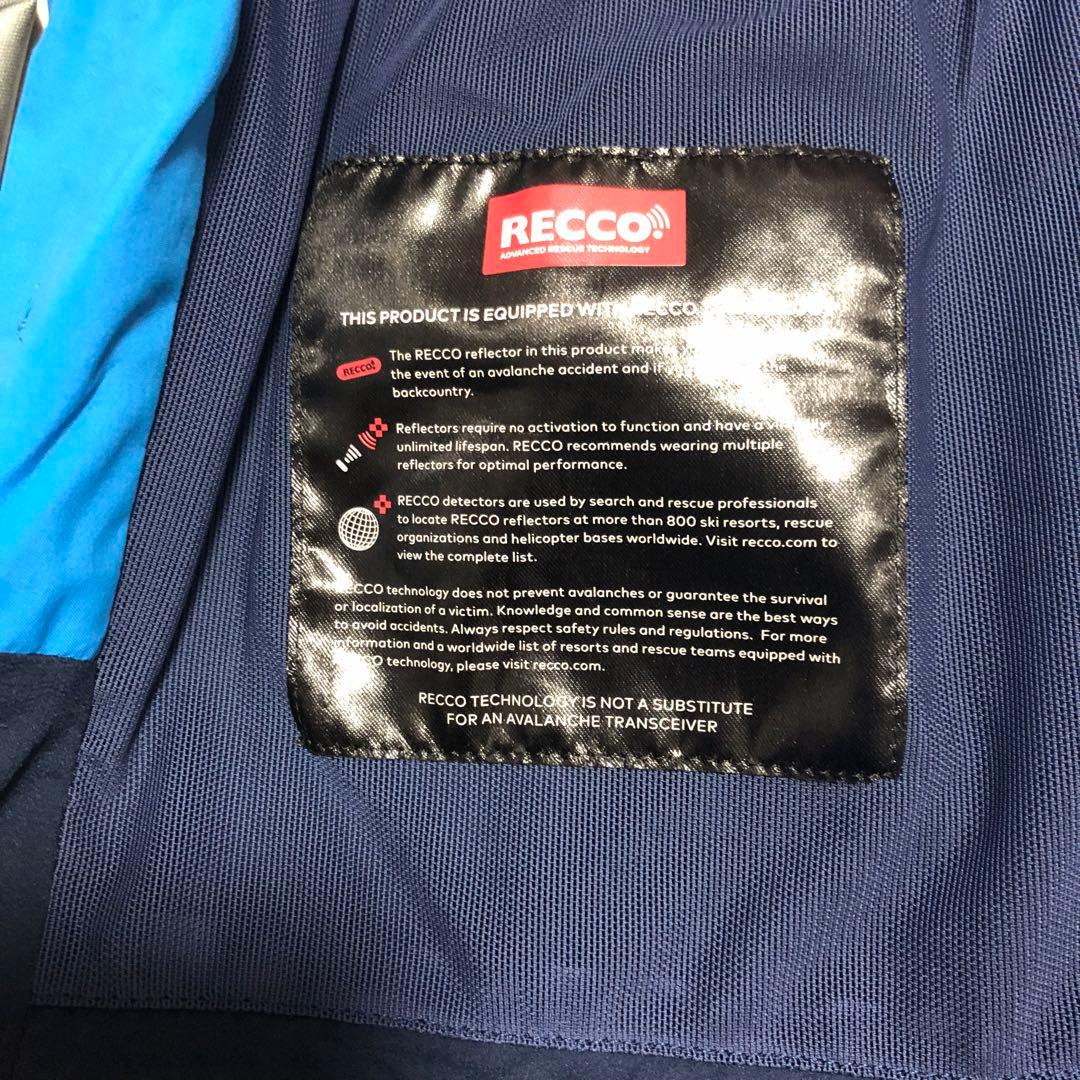 RECCO
ADVANCED RESCUE TECHNOLOGY
THIS PRODUCT IS EQUIPPED WITH RECCO
RECCO
The RECCO reflector in this product
the event of an avalanche accident and if the
backcountry.
Reflectors require no activation to function and have a
unlimited lifespan. RECCO recommends wearing multiple
reflectors for optimal performance.
RECCO detectors are used by search and rescue professionals
to locate RECCO reflectors at more than 800 ski resorts, rescue
organizations and helicopter bases worldwide. Visit recco.com to
view the complete list.
RECCO technology does not prevent avalanches or guarantee the survival
or localization of a victim. Knowledge and common sense are the best ways
to avoid accidents. Always respect safety rules and regulations. For more
information and a worldwide list of resorts and rescue teams equipped with
RECCO technology, please visit recco.com.
RECCO TECHNOLOGY IS NOT A SUBSTITUTE
FOR AN AVALANCHE TRANSCEIVER